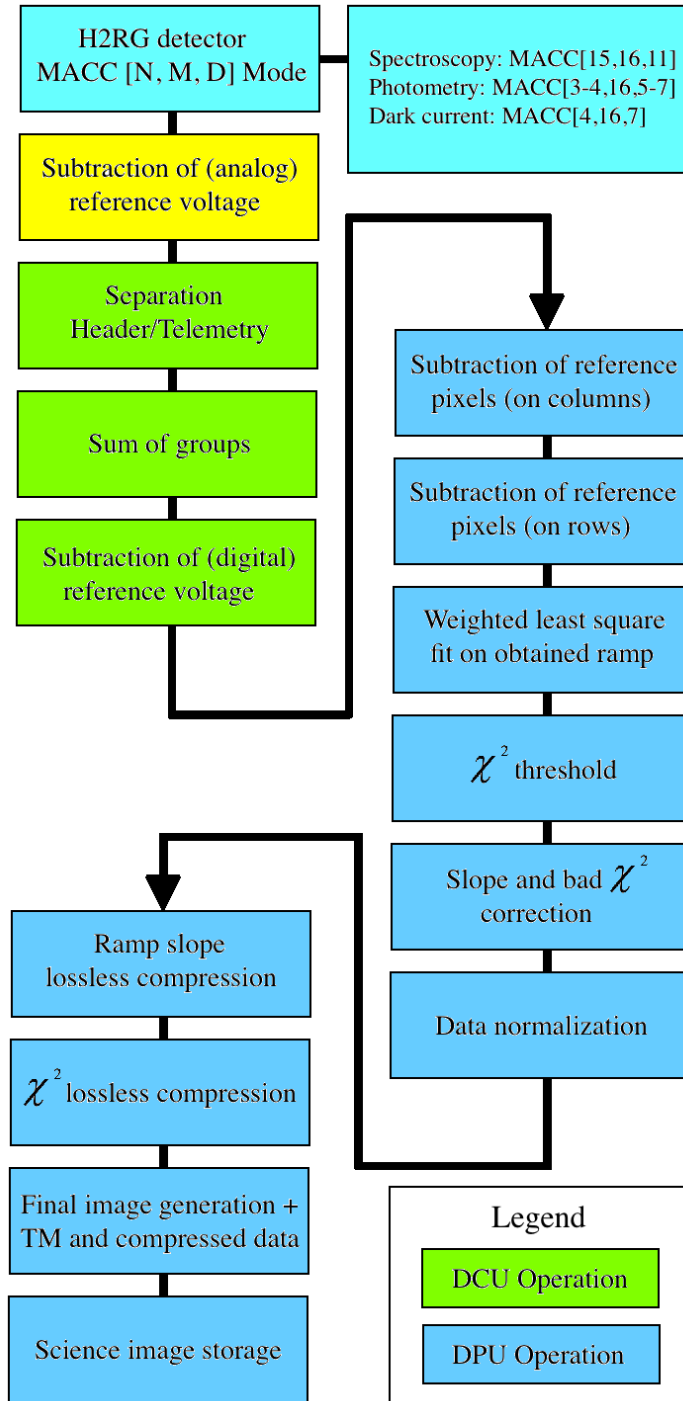 H2RG detector
MACC [N, M, D] Mode
Spectroscopy: MACC[15,16,11]
Photometry: MACC[3-4,16,5-7]
Dark current: MACC[4,16,7]
Subtraction of (analog)
reference voltage
Separation
Header/Telemetry
Sum of groups
Subtraction of (digital)
reference voltage
Subtraction of reference
pixels (on columns)
Subtraction of reference
pixels (on rows)
Weighted least square
fit on obtained ramp
χ² threshold
Slope and bad χ²
correction
Data normalization
Ramp slope
lossless compression
χ² lossless compression
Final image generation +
TM and compressed data
Science image storage
Legend
DCU Operation
DPU Operation